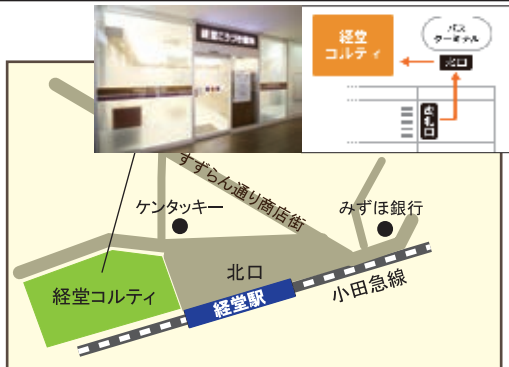 経堂
コルティ
バス
ターミナル
北口
改札口
すずらん通り商店街
ケンタッキー
みずほ銀行
北口
経堂コルティ
経堂駅
小田急線